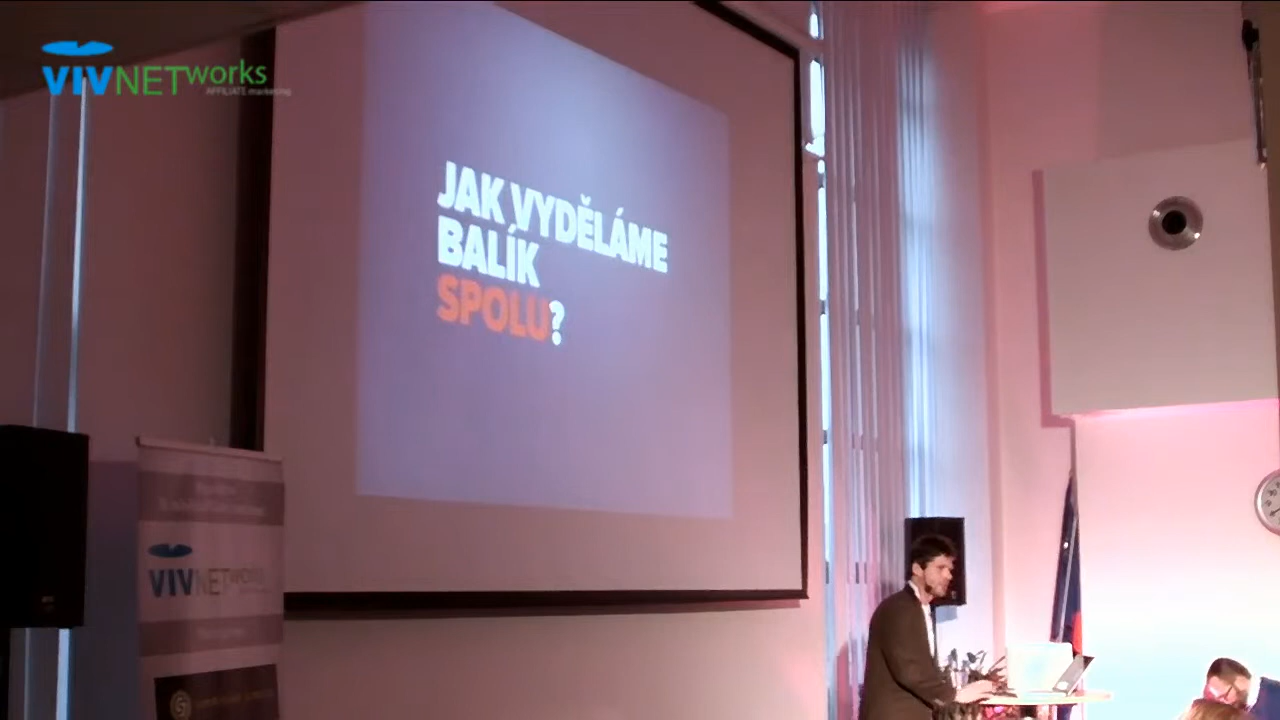 VIVNETworks
AFFILIATE marketing
JAK VYDĚLÁME
BALÍK
SPOLU?
VIVNETworks